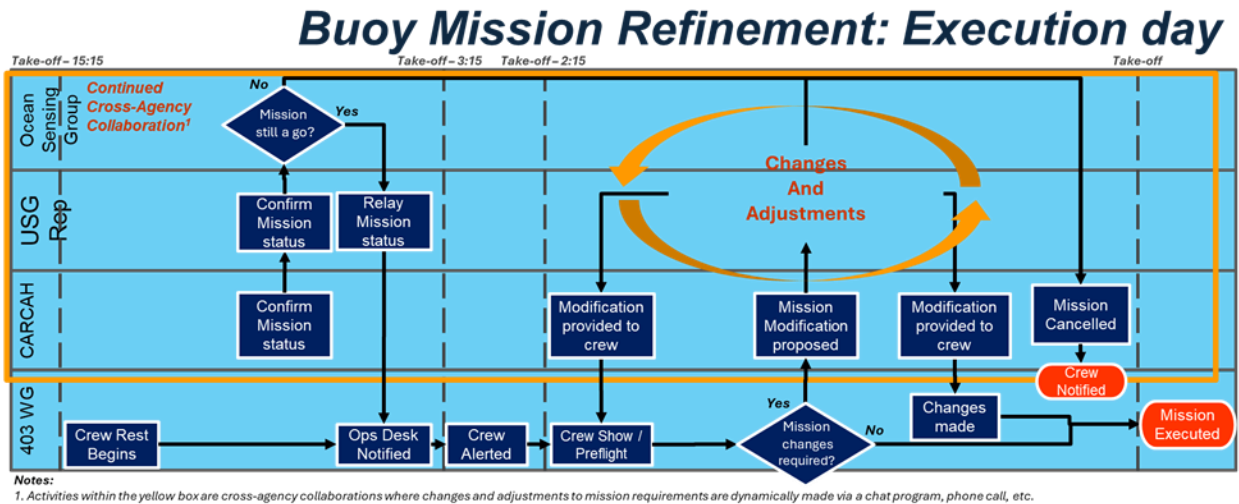 Buoy Mission Refinement: Execution day
Take-off – 15:15
Take-off – 3:15
Take-off – 2:15
Take-off
Ocean
Sensing
Group
Continued
Cross-Agency
Collaboration¹
No
Mission
still a go?
Yes
Changes
And
Adjustments
USG
Rep
Confirm
Mission
status
Relay
Mission
status
CARCAH
Confirm
Mission
status
Modification
provided to
crew
Mission
Modification
proposed
Modification
provided to
crew
Mission
Cancelled
Crew
Notified
403 WG
Crew Rest
Begins
Ops Desk
Notified
Crew
Alerted
Crew Show /
Preflight
Yes
Mission
changes
required?
No
Changes
made
Mission
Executed
Notes:
1. Activities within the yellow box are cross-agency collaborations where changes and adjustments to mission requirements are dynamically made via a chat program, phone call, etc.